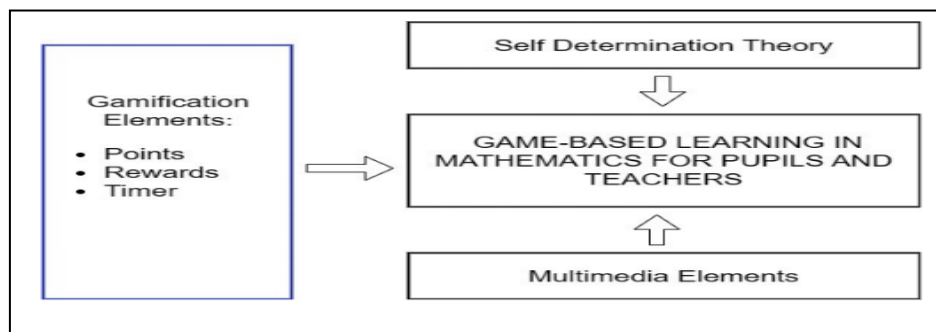 Self Determination Theory
Gamification
Elements:
• Points
• Rewards
• Timer
GAME-BASED LEARNING IN
MATHEMATICS FOR PUPILS AND
TEACHERS
Multimedia Elements